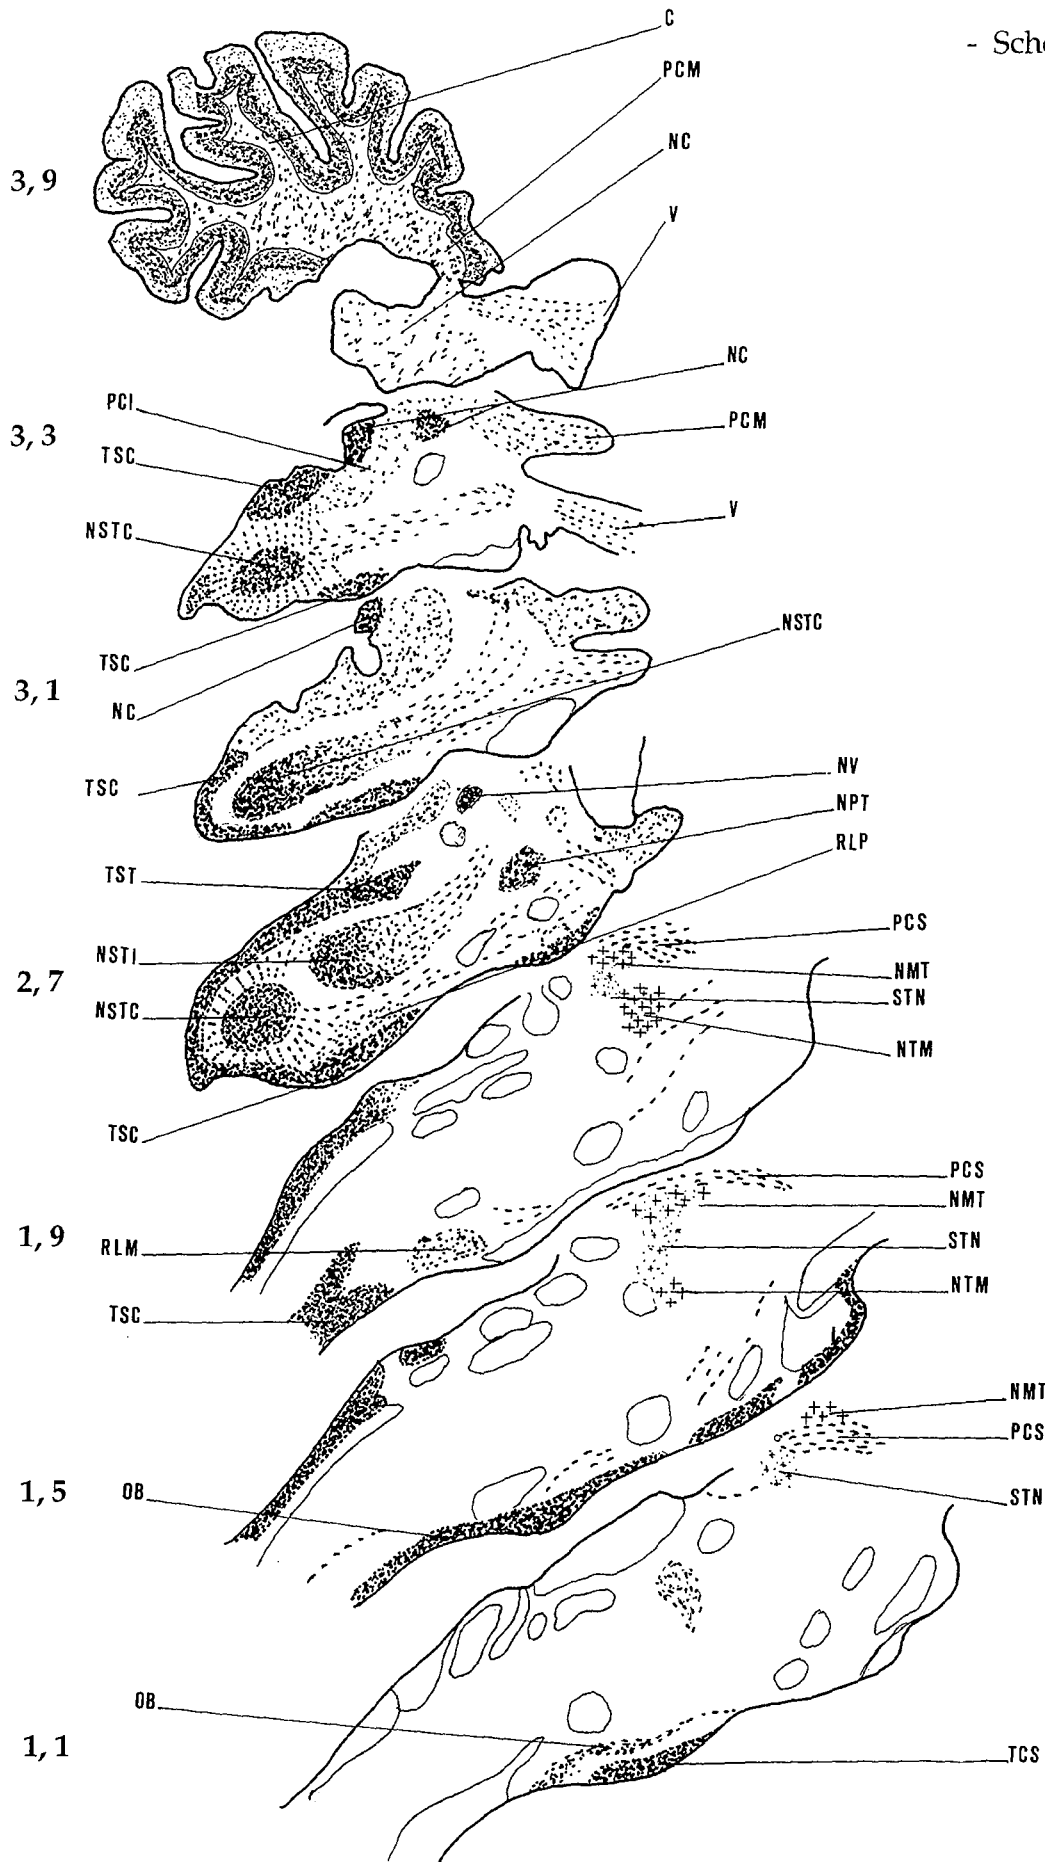 C
- Sch
PCM
NC
3,9
V
NC
PCI
PCM
3,3
TSC
V
NSTC
NSTC
TSC
3,1
NC
NV
TSC
NPT
RLP
TST
PCS
NSTI
NMT
2,7
STN
NSTC
NTM
TSC
PCS
NMT
1,9
STN
RLM
NTM
TSC
NMT
PCS
1,5
OB
STN
OB
1,1
TCS